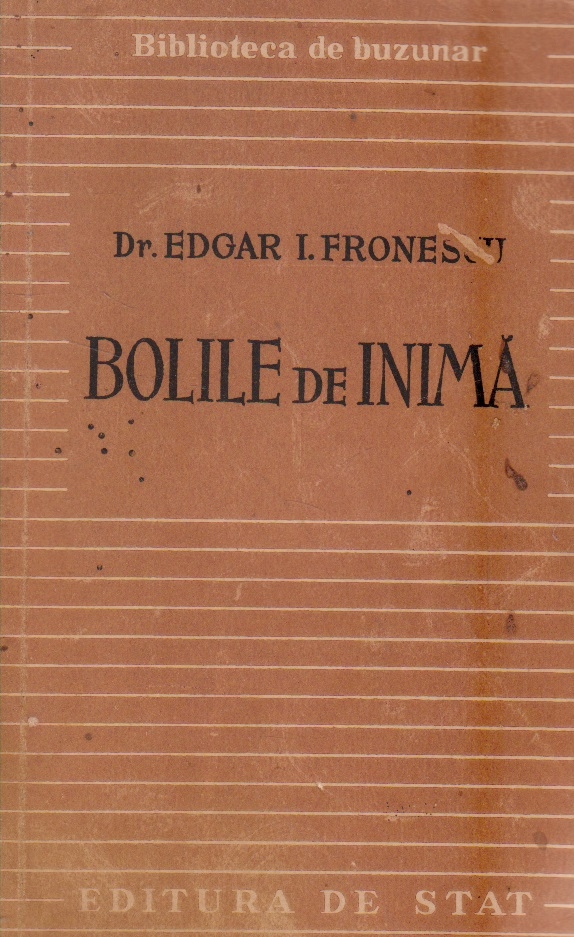 Biblioteca de buzunar
Dr. EDGAR I. FRONESCU
BOLILE DE INIMĂ
EDITURA DE STAT